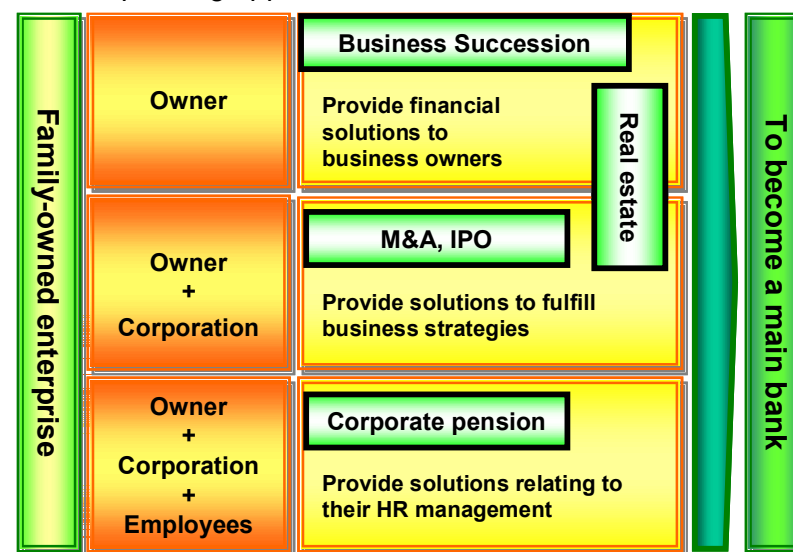 Family-owned enterprise
Owner
Business Succession
Provide financial
solutions to
business owners
Real estate
Owner
+
Corporation
M&A, IPO
Provide solutions to fulfill
business strategies
Owner
+
Corporation
+
Employees
Corporate pension
Provide solutions relating to
their HR management
To become a main bank